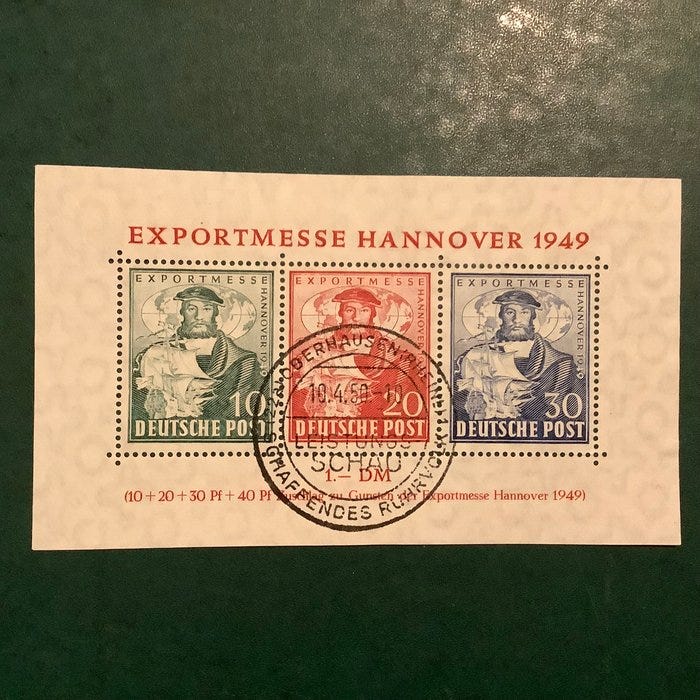 EXPORTMESSE HANNOVER 1949
EXPORTMESSE
HANNOVER 1949
10
DEUTSCHE POST
EXPORTMESSE
HANNOVER 1949
20
DEUTSCHE POST
EXPORTMESSE
HANNOVER 1949
30
DEUTSCHE POST
OBERHAUSEN
10.4.50
LEISTUNGS
SCHAU
SCHAFFENDES RUHRVOLK
1.— DM
(10 + 20 + 30 Pf + 40 Pf Zuschlag zu Gunsten der Exportmesse Hannover 1949)